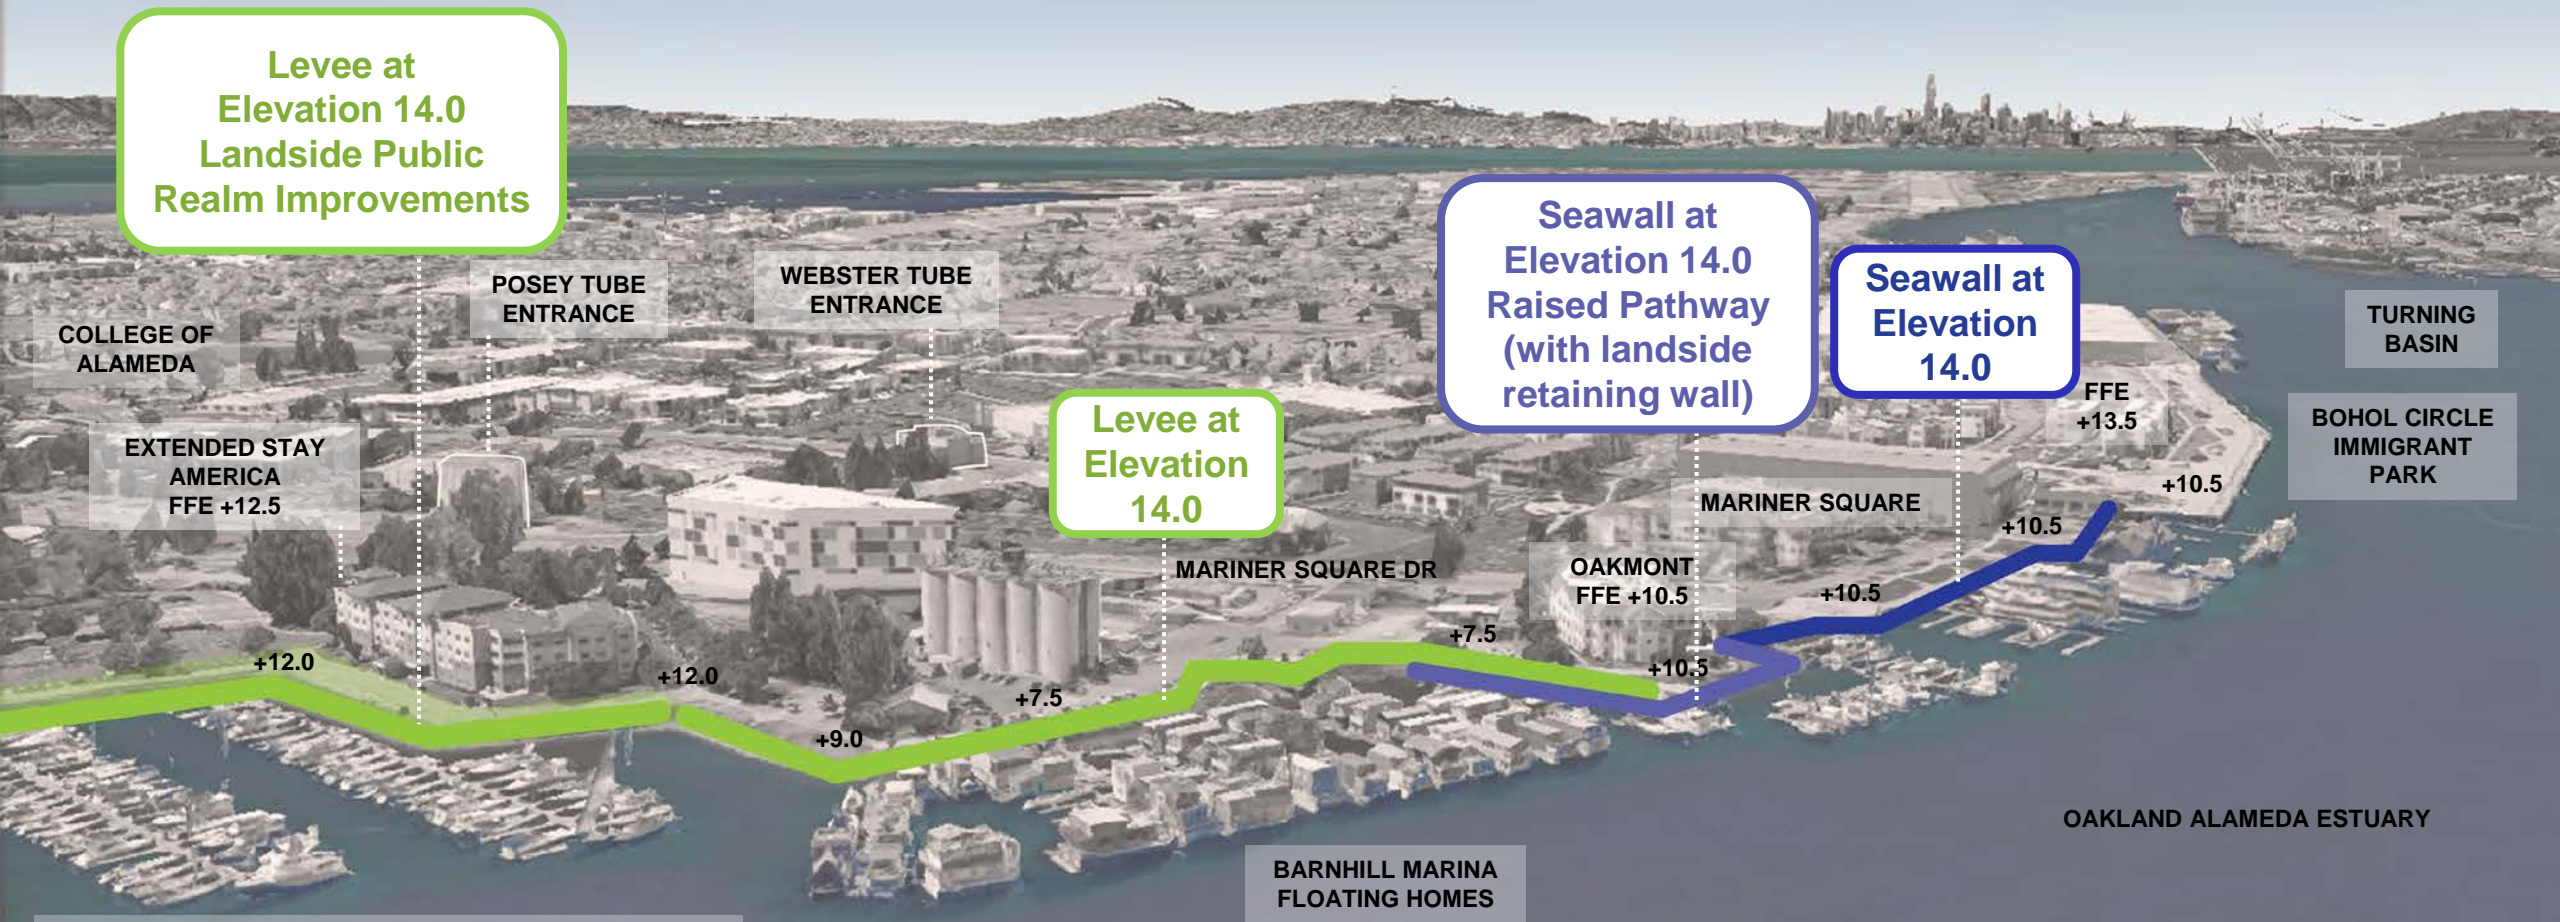 Levee at
Elevation 14.0
Landside Public
Realm Improvements
COLLEGE OF
ALAMEDA
EXTENDED STAY
AMERICA
FFE +12.5
POSEY TUBE
ENTRANCE
WEBSTER TUBE
ENTRANCE
Levee at
Elevation
14.0
MARINER SQUARE DR
Seawall at
Elevation 14.0
Raised Pathway
(with landside
retaining wall)
Seawall at
Elevation
14.0
FFE
+13.5
TURNING
BASIN
BOHOL CIRCLE
IMMIGRANT
PARK
MARINER SQUARE
OAKMONT
FFE +10.5
+10.5
+10.5
+10.5
+7.5
+10.5
+12.0
+12.0
+7.5
+9.0
OAKLAND ALAMEDA ESTUARY
BARNHILL MARINA
FLOATING HOMES